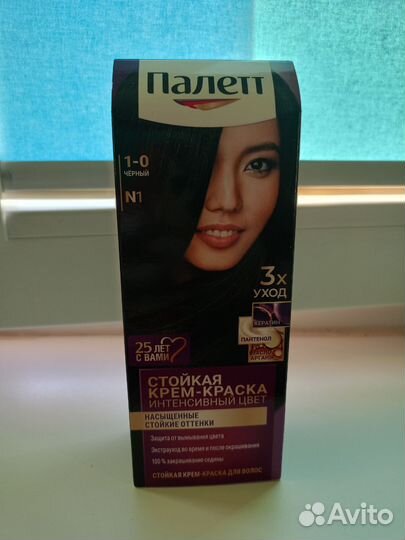 Палетт
1-0
ЧЁРНЫЙ
N1
3x
УХОД
КЕРАТИН
ПАНТЕНОЛ
МАСЛО
АРГАНЫ
25 ЛЕТ
С ВАМИ
СТОЙКАЯ
КРЕМ-КРАСКА
ИНТЕНСИВНЫЙ ЦВЕТ
НАСЫЩЕННЫЕ
СТОЙКИЕ ОТТЕНКИ
Защита от вымывания цвета
Экстрауход во время и после окрашивания
100% закрашивание седины
СТОЙКАЯ КРЕМ-КРАСКА ДЛЯ ВОЛОС
Avito